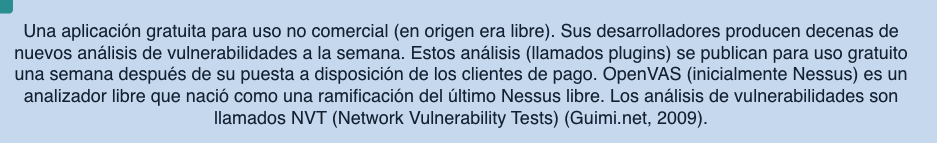 Una aplicación gratuita para uso no comercial (en origen era libre). Sus desarrolladores producen decenas de
nuevos análisis de vulnerabilidades a la semana. Estos análisis (llamados plugins) se publican para uso gratuito
una semana después de su puesta a disposición de los clientes de pago. OpenVAS (inicialmente Nessus) es un
analizador libre que nació como una ramificación del último Nessus libre. Los análisis de vulnerabilidades son
llamados NVT (Network Vulnerability Tests) (Guimi.net, 2009).